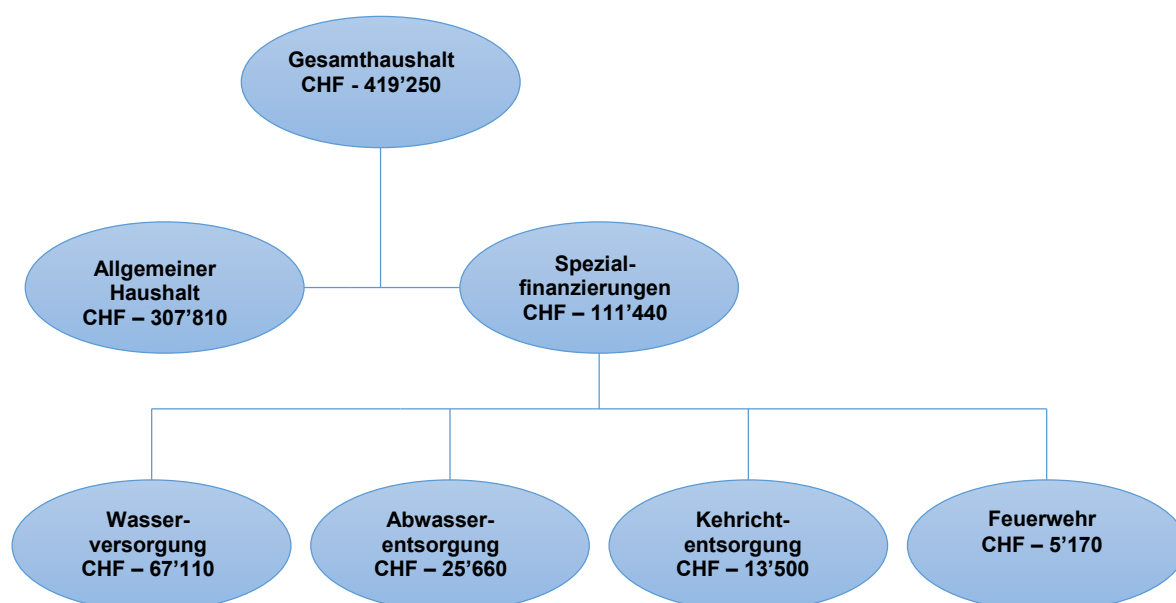 Gesamthaushalt
CHF - 419’250
Allgemeiner
Haushalt
CHF – 307’810
Spezial-
finanzierungen
CHF – 111’440
Wasser-
versorgung
CHF – 67’110
Abwasser-
entsorgung
CHF – 25’660
Kehricht-
entsorgung
CHF – 13’500
Feuerwehr
CHF – 5’170